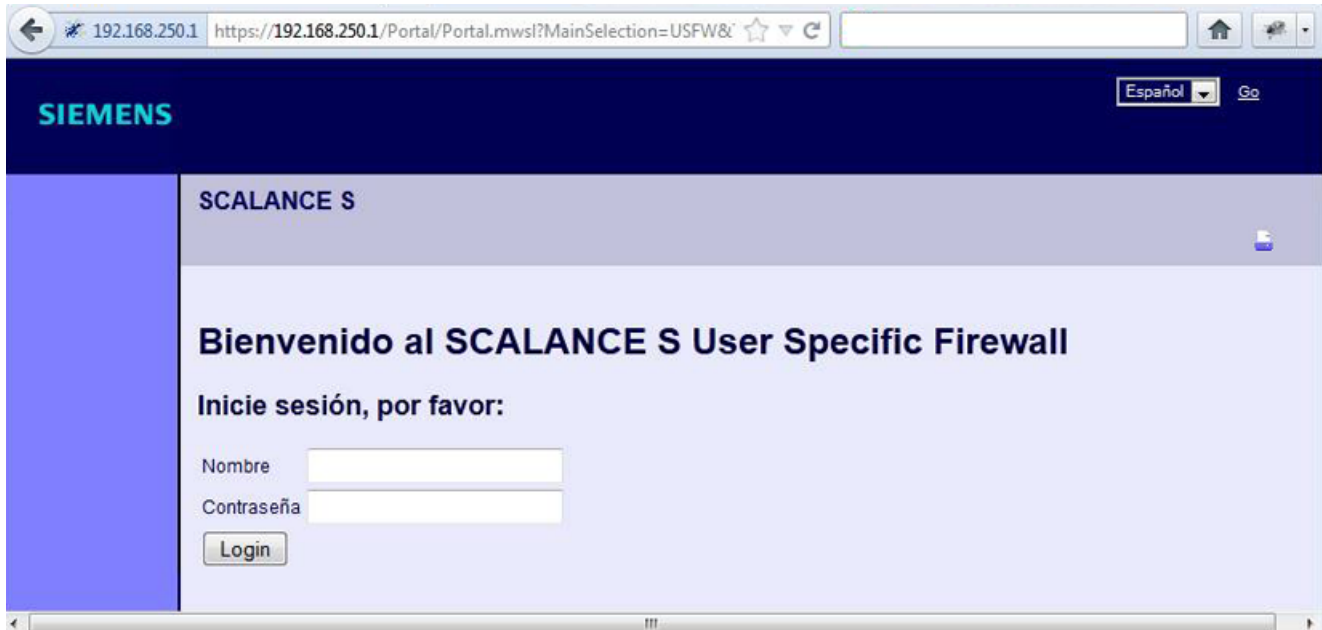 192.168.250.1 https://192.168.250.1/Portal/Portal.mwsl?MainSelection=USFW&
Español Go
SIEMENS
SCALANCE S
Bienvenido al SCALANCE S User Specific Firewall
Inicie sesión, por favor:
Nombre
Contraseña
Login